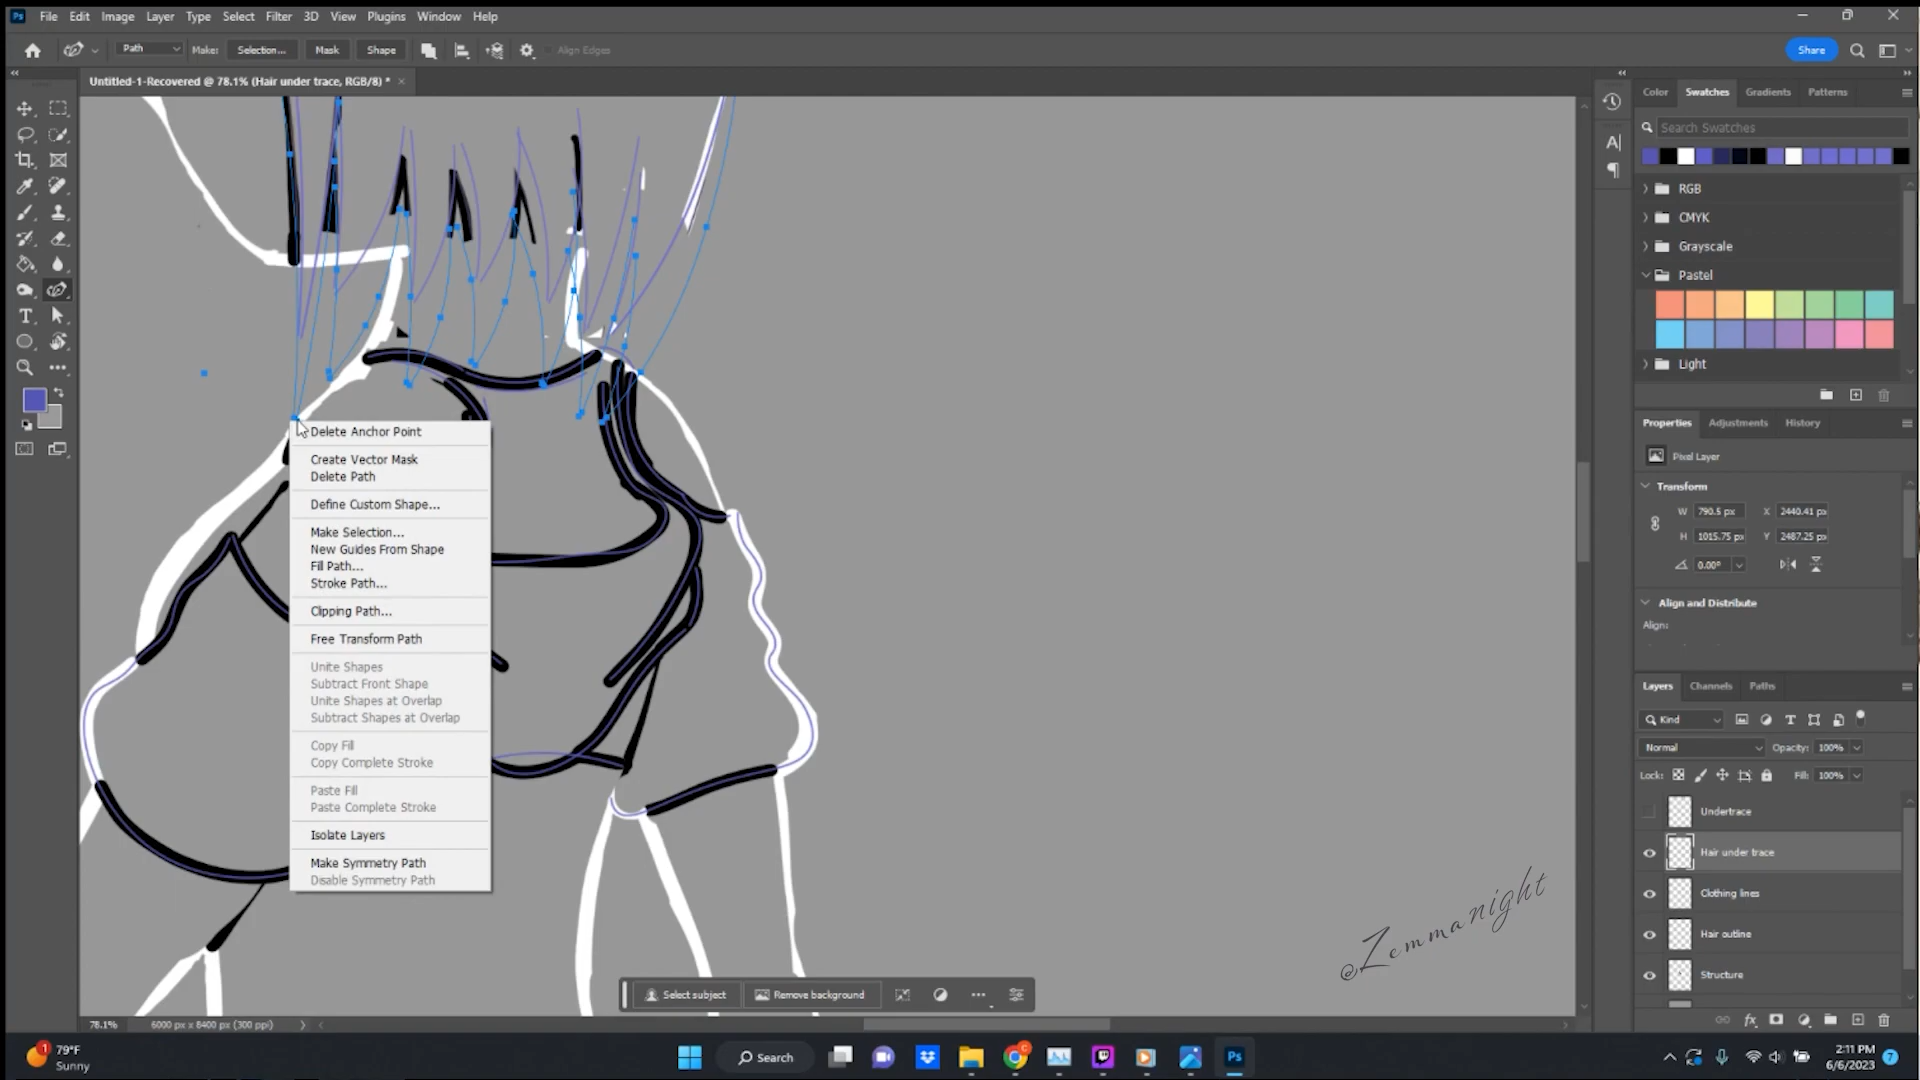 File Edit Image Layer Type Select Filter 3D View Plugins Window Help
Path Make: Selection... Mask Shape Align Edges Share
Untitled-1-Recovered @ 78.1% (Hair under trace, RGB/8) *
Color Swatches Gradients Patterns
Search Swatches
RGB
CMYK
Grayscale
Pastel
Light
Delete Anchor Point
Create Vector Mask
Delete Path
Define Custom Shape...
Make Selection...
New Guides From Shape
Fill Path...
Stroke Path...
Clipping Path...
Free Transform Path
Unite Shapes
Subtract Front Shape
Unite Shapes at Overlap
Subtract Shapes at Overlap
Copy Fill
Copy Complete Stroke
Paste Fill
Paste Complete Stroke
Isolate Layers
Make Symmetry Path
Disable Symmetry Path
Properties Adjustments History
Pixel Layer
Transform
W 790.5 px X 2440.41 px
H 1015.75 px Y 2487.25 px
0.00°
Align and Distribute
Align:
Layers Channels Paths
Kind
Normal Opacity: 100%
Lock: Fill: 100%
Undertrace
Hair under trace
Clothing lines
Hair outline
Structure
@Zemmanight
Select subject Remove background
78.1% 6000 px x 8400 px (300 ppi)
79°F
Sunny
Search
2:11 PM
6/6/2023
7